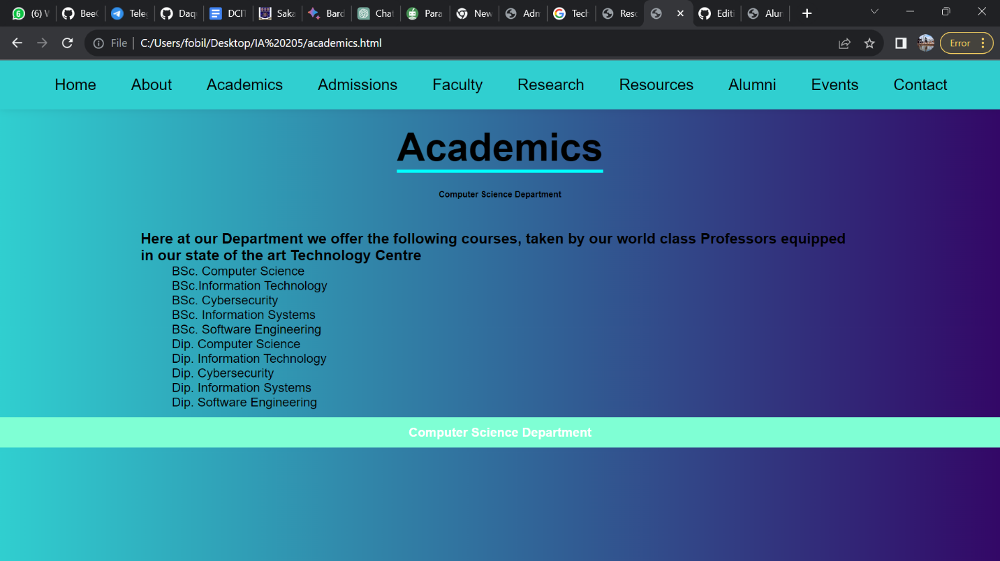 (6) W
BeeC
Tele
Daqu
DCIT
Saka
Bard
Chat
Para
New
Adm
Tech
Reso
Editi
Alun
File
C:/Users/fobil/Desktop/IA%20205/academics.html
Error
Home About Academics Admissions Faculty Research Resources Alumni Events Contact
Academics
Computer Science Department
Here at our Department we offer the following courses, taken by our world class Professors equipped
in our state of the art Technology Centre
BSc. Computer Science
BSc.Information Technology
BSc. Cybersecurity
BSc. Information Systems
BSc. Software Engineering
Dip. Computer Science
Dip. Information Technology
Dip. Cybersecurity
Dip. Information Systems
Dip. Software Engineering
Computer Science Department